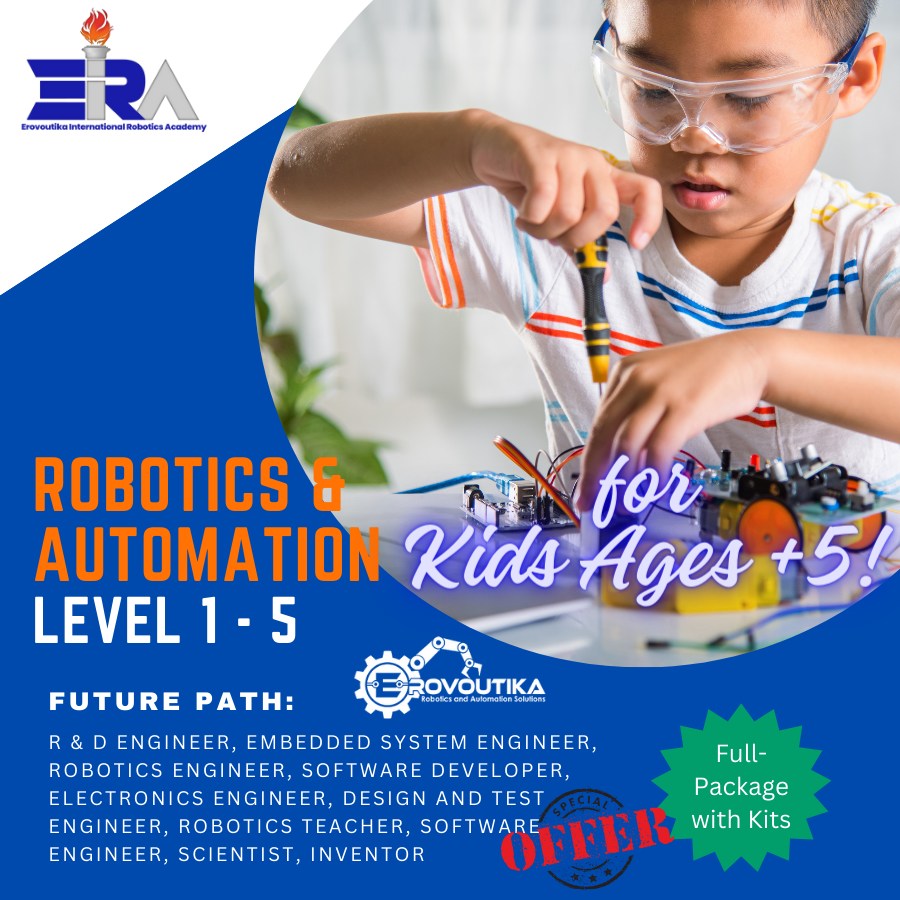 ERA
Erovoutika International Robotics Academy
ROBOTICS &
AUTOMATION
LEVEL 1 - 5
for
Kids Ages +5!
EROVOUTIKA
Robotics and Automation Solutions
FUTURE PATH:
R & D ENGINEER, EMBEDDED SYSTEM ENGINEER,
ROBOTICS ENGINEER, SOFTWARE DEVELOPER,
ELECTRONICS ENGINEER, DESIGN AND TEST
ENGINEER, ROBOTICS TEACHER, SOFTWARE
ENGINEER, SCIENTIST, INVENTOR
SPECIAL
OFFER
Full-
Package
with Kits